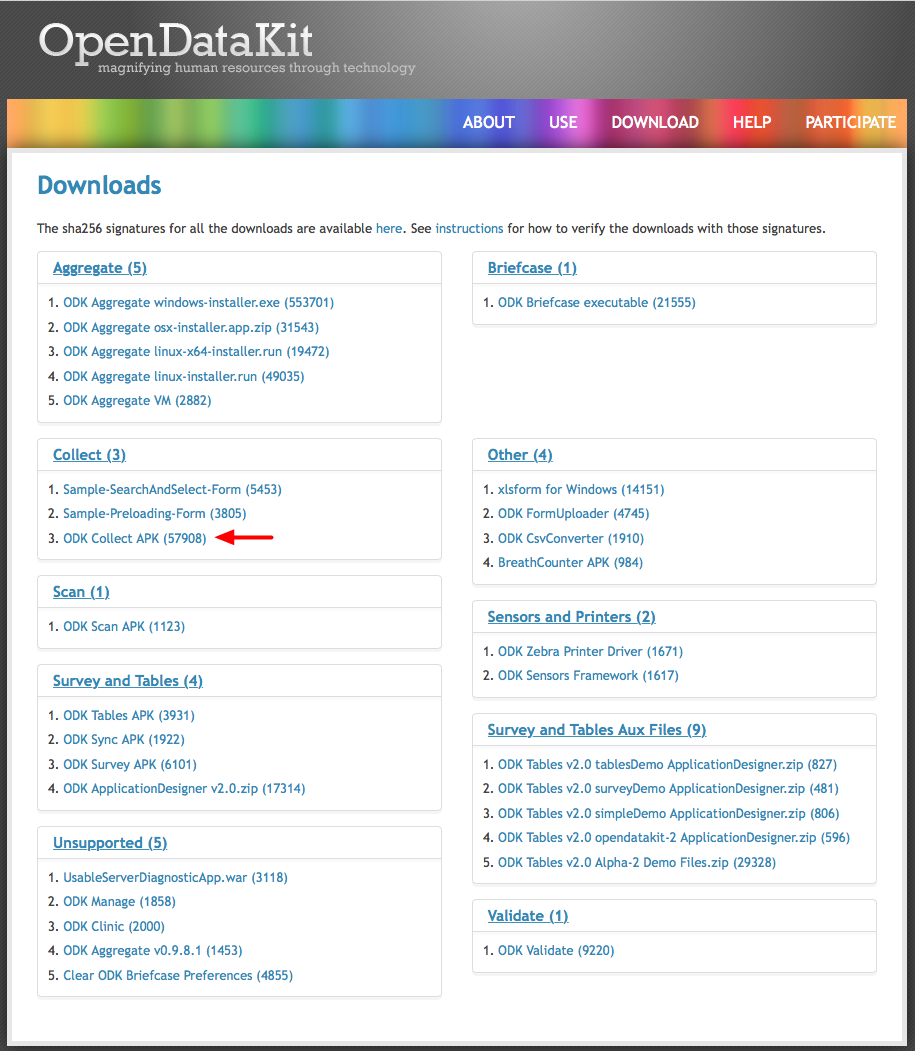 OpenDataKit
magnifying human resources through technology
ABOUT USE DOWNLOAD HELP PARTICIPATE
Downloads
The sha256 signatures for all the downloads are available here. See instructions for how to verify the downloads with those signatures.
Aggregate (5)
1. ODK Aggregate windows-installer.exe (553701)
2. ODK Aggregate osx-installer.app.zip (31543)
3. ODK Aggregate linux-x64-installer.run (19472)
4. ODK Aggregate linux-installer.run (49035)
5. ODK Aggregate VM (2882)
Briefcase (1)
1. ODK Briefcase executable (21555)
Collect (3)
1. Sample-SearchAndSelect-Form (5453)
2. Sample-Preloading-Form (3805)
3. ODK Collect APK (57908)
Other (4)
1. xlsform for Windows (14151)
2. ODK FormUploader (4745)
3. ODK CsvConverter (1910)
4. BreathCounter APK (984)
Scan (1)
1. ODK Scan APK (1123)
Sensors and Printers (2)
1. ODK Zebra Printer Driver (1671)
2. ODK Sensors Framework (1617)
Survey and Tables (4)
1. ODK Tables APK (3931)
2. ODK Sync APK (1922)
3. ODK Survey APK (6101)
4. ODK ApplicationDesigner v2.0.zip (17314)
Survey and Tables Aux Files (9)
1. ODK Tables v2.0 tablesDemo ApplicationDesigner.zip (827)
2. ODK Tables v2.0 surveyDemo ApplicationDesigner.zip (481)
3. ODK Tables v2.0 simpleDemo ApplicationDesigner.zip (806)
4. ODK Tables v2.0 opendatakit-2 ApplicationDesigner.zip (596)
5. ODK Tables v2.0 Alpha-2 Demo Files.zip (29328)
Unsupported (5)
1. UsableServerDiagnosticApp.war (3118)
2. ODK Manage (1858)
3. ODK Clinic (2000)
4. ODK Aggregate v0.9.8.1 (1453)
5. Clear ODK Briefcase Preferences (4855)
Validate (1)
1. ODK Validate (9220)